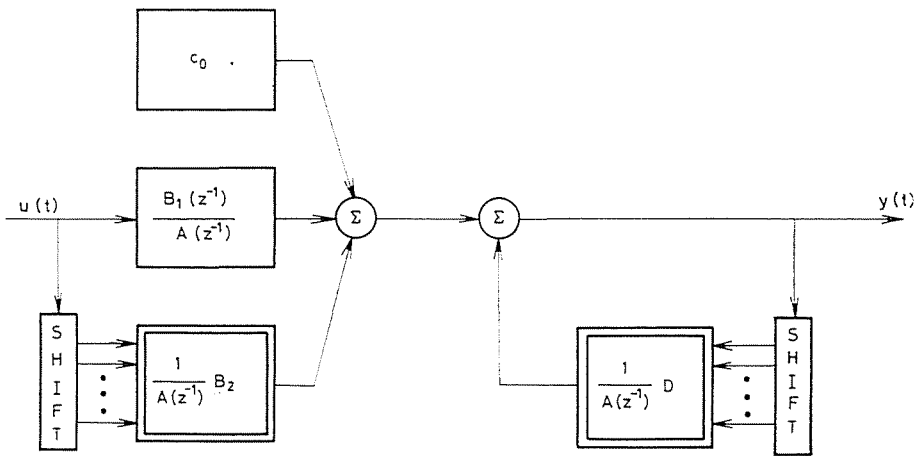 c₀ .
u(t)
B₁(z⁻¹)
A(z⁻¹)
Σ
Σ
y(t)
S
H
I
F
T
1
A(z⁻¹)
B₂
1
A(z⁻¹)
D
S
H
I
F
T